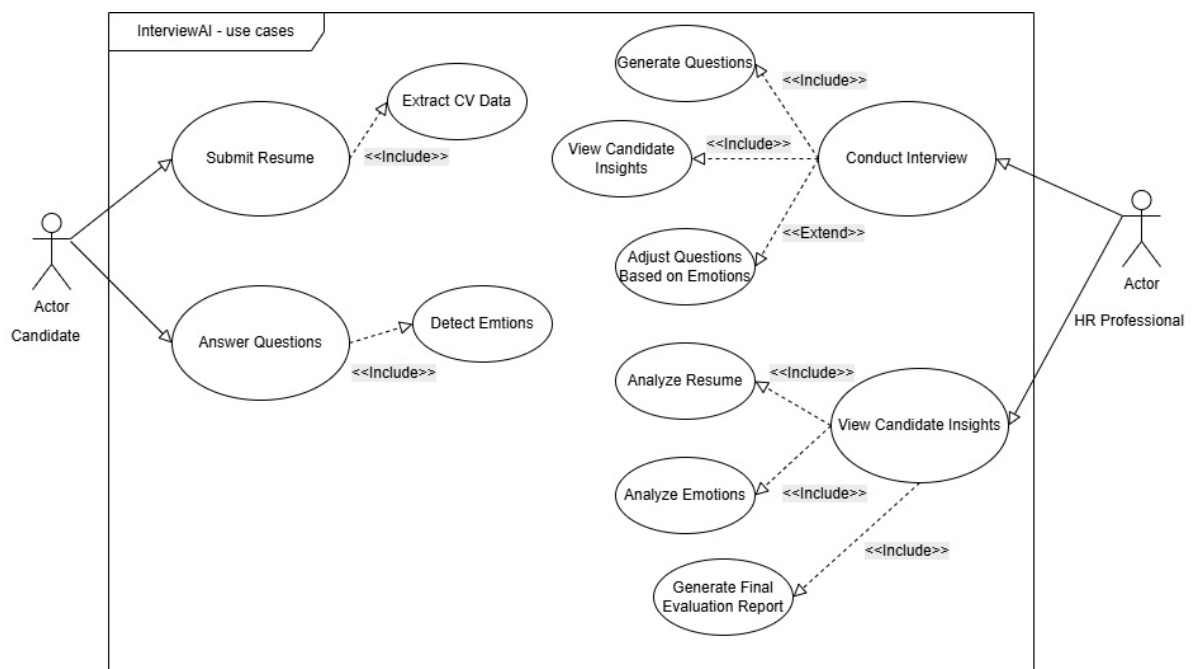 InterviewAI - use cases
Generate Questions
<<Include>>
Extract CV Data
Submit Resume
<<Include>>
View Candidate
Insights
<<Include>>
Conduct Interview
<<Extend>>
Adjust Questions
Based on Emotions
Actor
Candidate
Actor
HR Professional
Answer Questions
Detect Emtions
<<Include>>
Analyze Resume
<<Include>>
View Candidate Insights
Analyze Emotions
<<Include>>
<<Include>>
Generate Final
Evaluation Report